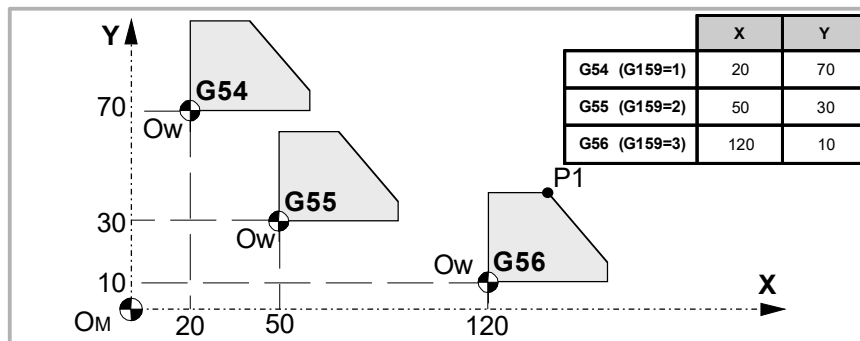 X Y
G54 (G159=1) 20 70
G55 (G159=2) 50 30
G56 (G159=3) 120 10
Y
G54
70
OW
P1
G55
30
OW
G56
OW
10
X
OM
20 50 120